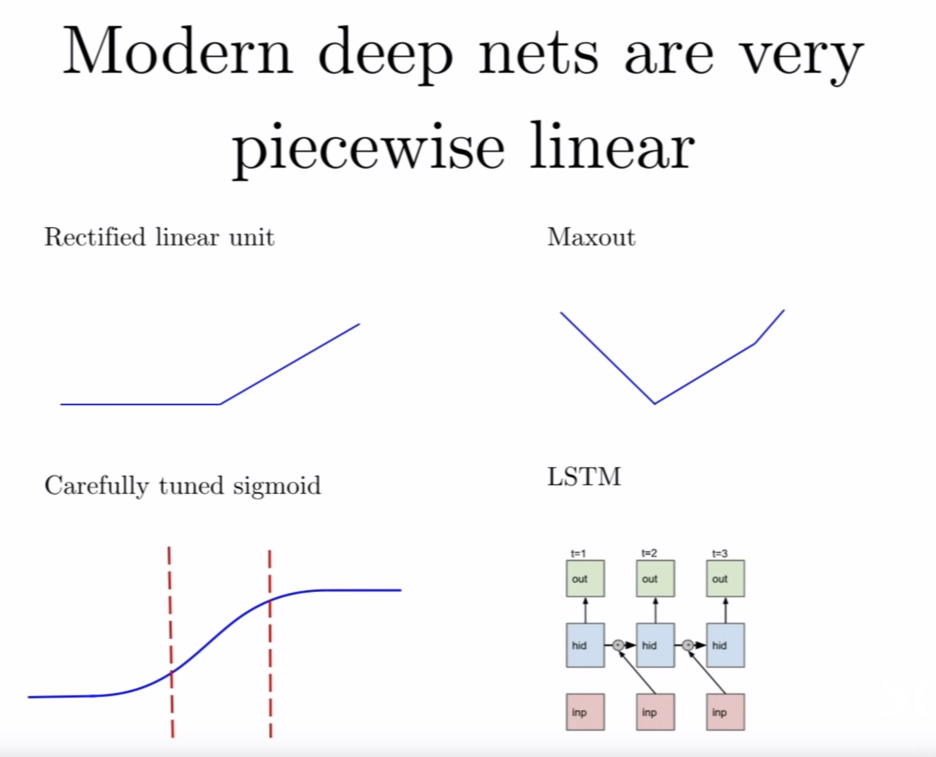 Modern deep nets are very
piecewise linear
Rectified linear unit
Maxout
Carefully tuned sigmoid
LSTM
t=1 t=2 t=3
out out out
hid + hid + hid
inp inp inp